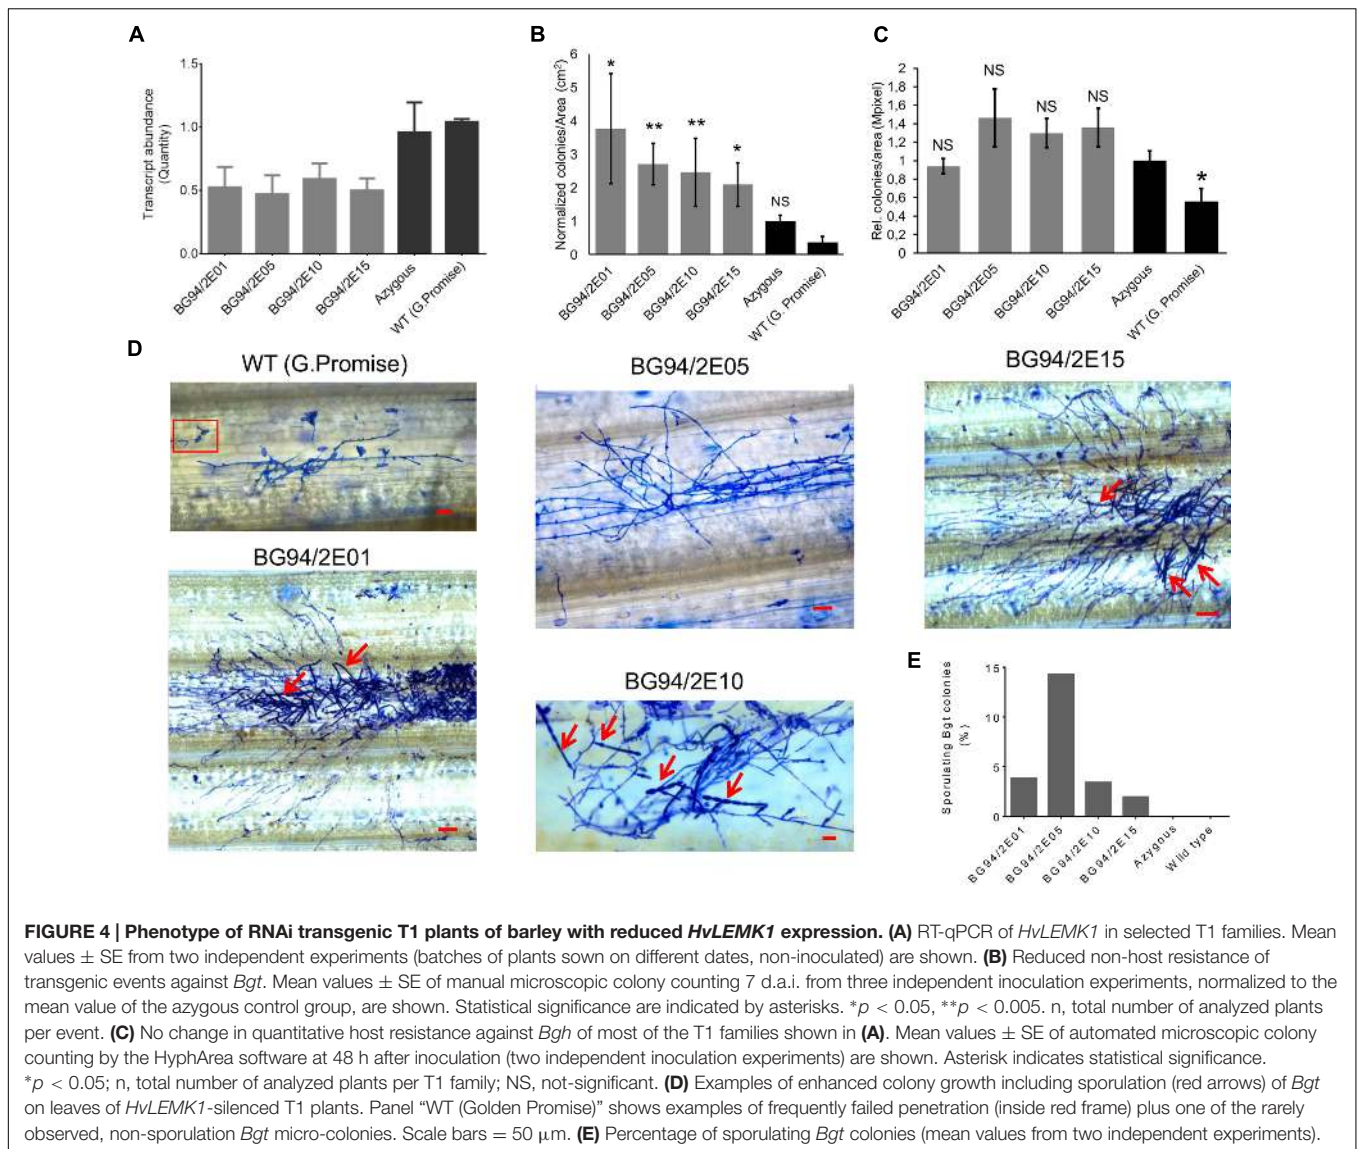 A
Transcript abundance
(Quantity)
1.5
1.0
0.5
0.0
BG94/2E01
BG94/2E05
BG94/2E10
BG94/2E15
Azygous
WT (G.Promise)
B
Normalized colonies/Area (cm²)
6
5
4
3
2
1
0
*
**
**
*
NS
BG94/2E01
BG94/2E05
BG94/2E10
BG94/2E15
Azygous
WT (G. Promise)
C
Rel. colonies/area (Mpixel)
2
1,8
1,6
1,4
1,2
1
0,8
0,6
0,4
0,2
0
NS
NS
NS
NS
*
BG94/2E01
BG94/2E05
BG94/2E10
BG94/2E15
Azygous
WT (G. Promise)
D
WT (G.Promise)
BG94/2E05
BG94/2E15
BG94/2E01
BG94/2E10
E
Sporulating Bgt colonies
(%)
15
10
5
0
BG94/2E01
BG94/2E05
BG94/2E10
BG94/2E15
Azygous
Wild type
FIGURE 4 | Phenotype of RNAi transgenic T1 plants of barley with reduced HvLEMK1 expression. (A) RT-qPCR of HvLEMK1 in selected T1 families. Mean
values ± SE from two independent experiments (batches of plants sown on different dates, non-inoculated) are shown. (B) Reduced non-host resistance of
transgenic events against Bgt. Mean values ± SE of manual microscopic colony counting 7 d.a.i. from three independent inoculation experiments, normalized to the
mean value of the azygous control group, are shown. Statistical significance are indicated by asterisks. *p < 0.05, **p < 0.005. n, total number of analyzed plants
per event. (C) No change in quantitative host resistance against Bgh of most of the T1 families shown in (A). Mean values ± SE of automated microscopic colony
counting by the HyphArea software at 48 h after inoculation (two independent inoculation experiments) are shown. Asterisk indicates statistical significance.
*p < 0.05; n, total number of analyzed plants per T1 family; NS, not-significant. (D) Examples of enhanced colony growth including sporulation (red arrows) of Bgt
on leaves of HvLEMK1-silenced T1 plants. Panel “WT (Golden Promise)” shows examples of frequently failed penetration (inside red frame) plus one of the rarely
observed, non-sporulation Bgt micro-colonies. Scale bars = 50 μm. (E) Percentage of sporulating Bgt colonies (mean values from two independent experiments).